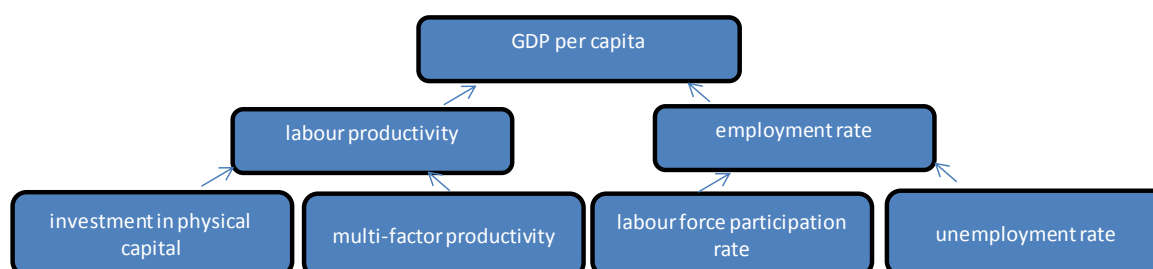 GDP per capita
labour productivity
employment rate
investment in physical
capital
multi-factor productivity
labour force participation
rate
unemployment rate